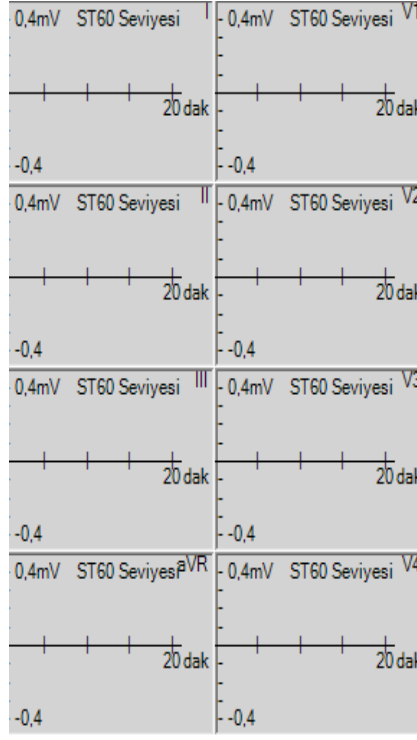 0,4mV ST60 Seviyesi I
20 dak
-0,4
0,4mV ST60 Seviyesi V1
20 dak
-0,4
0,4mV ST60 Seviyesi II
20 dak
-0,4
0,4mV ST60 Seviyesi V2
20 dak
-0,4
0,4mV ST60 Seviyesi III
20 dak
-0,4
0,4mV ST60 Seviyesi V3
20 dak
-0,4
0,4mV ST60 Seviyesi aVR
20 dak
-0,4
0,4mV ST60 Seviyesi V4
20 dak
-0,4